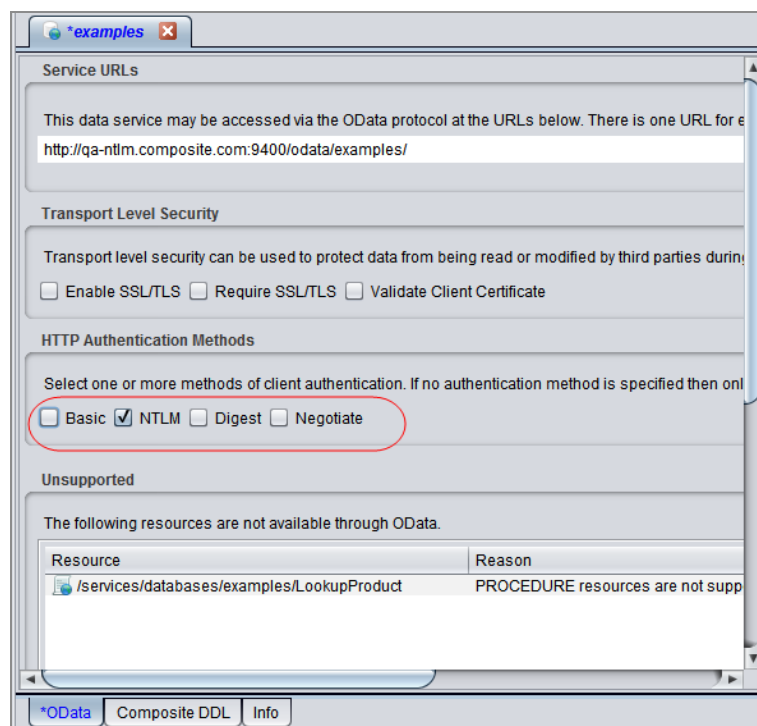 *examples
Service URLs
This data service may be accessed via the OData protocol at the URLs below. There is one URL for e
http://qa-ntlm.composite.com:9400/odata/examples/
Transport Level Security
Transport level security can be used to protect data from being read or modified by third parties during
Enable SSL/TLS Require SSL/TLS Validate Client Certificate
HTTP Authentication Methods
Select one or more methods of client authentication. If no authentication method is specified then onl
Basic NTLM Digest Negotiate
Unsupported
The following resources are not available through OData.
Resource Reason
/services/databases/examples/LookupProduct PROCEDURE resources are not supp
*OData Composite DDL Info